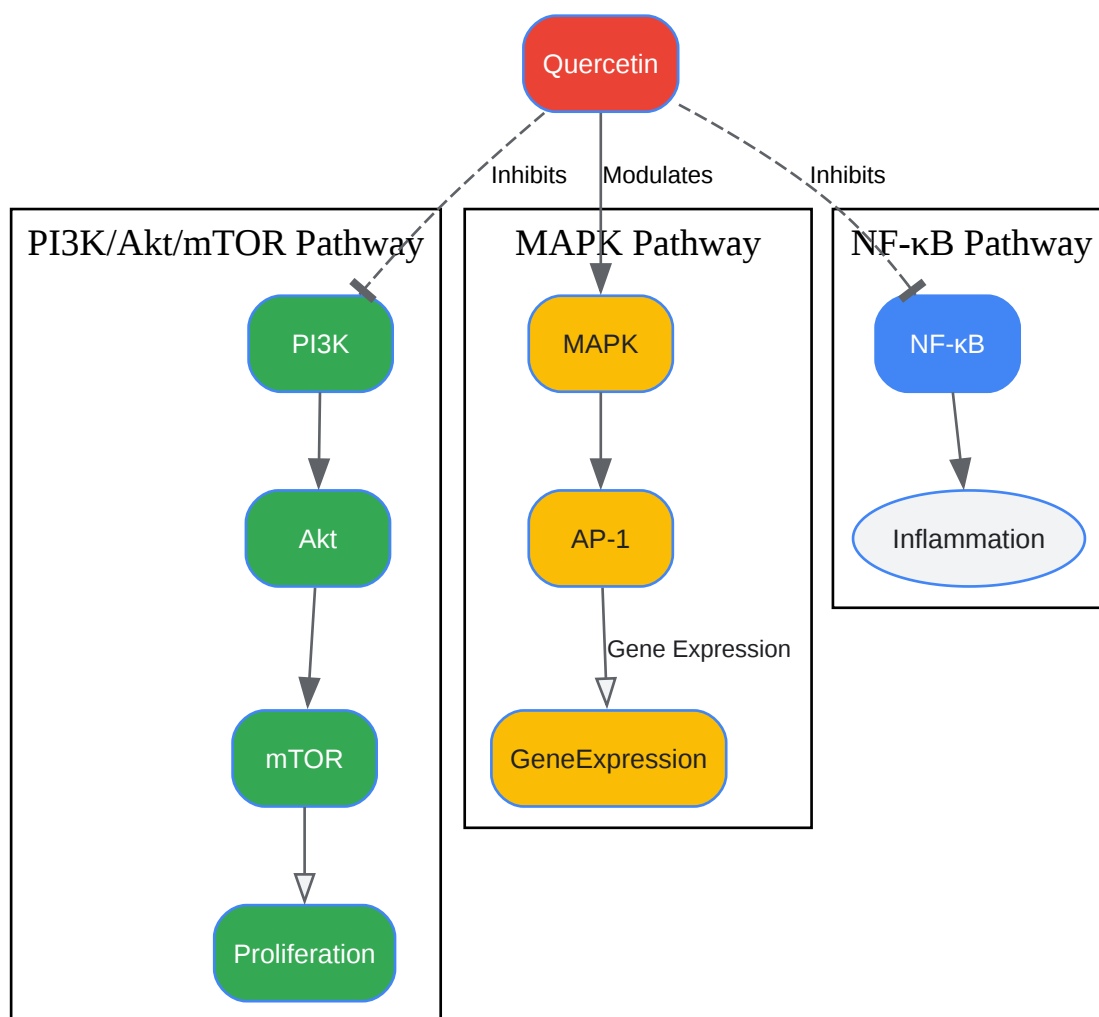 Quercetin
Inhibits
Modulates
Inhibits
PI3K/Akt/mTOR Pathway
MAPK Pathway
NF-κB Pathway
PI3K
MAPK
NF-κB
Akt
AP-1
Inflammation
Gene Expression
mTOR
GeneExpression
Proliferation